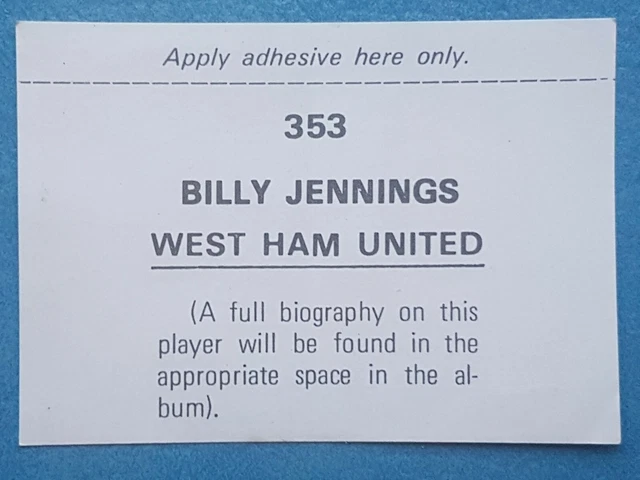 Apply adhesive here only.
353
BILLY JENNINGS
WEST HAM UNITED
(A full biography on this
player will be found in the
appropriate space in the al-
bum).